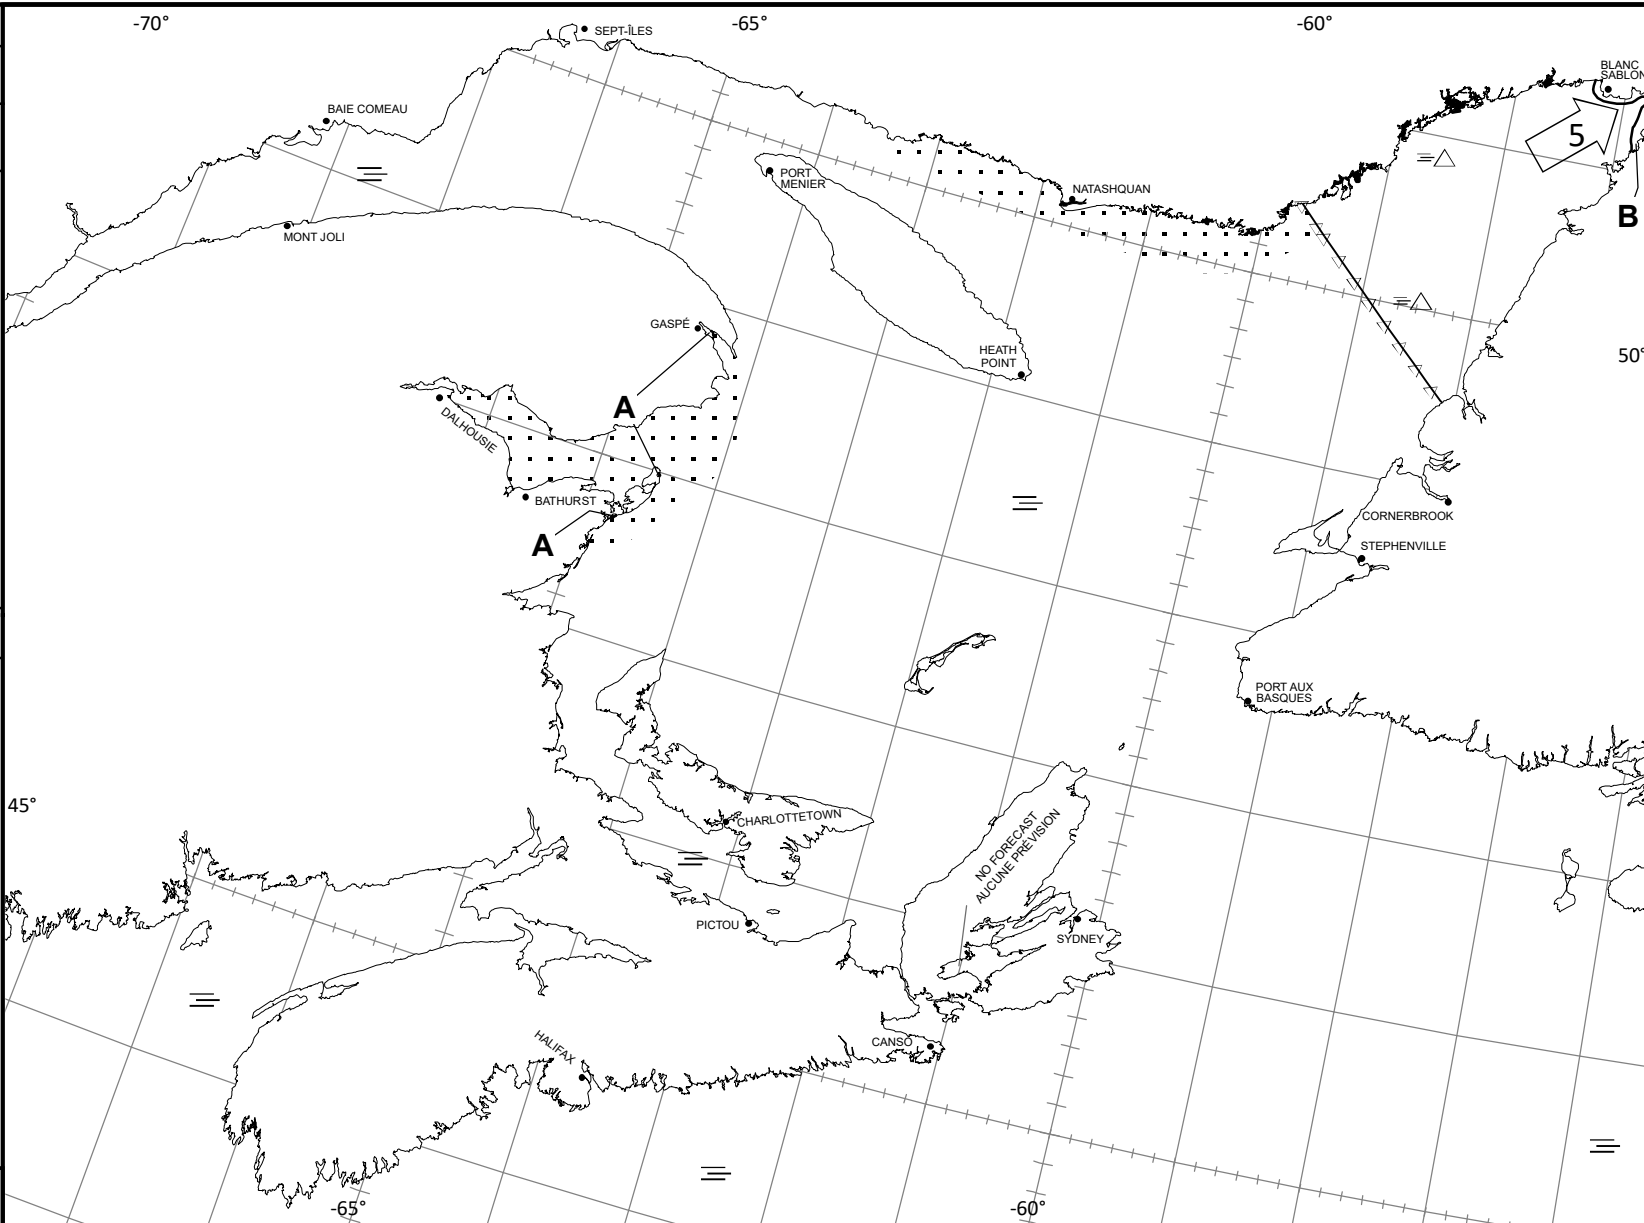 -70°
-65°
-60°
SEPT-ÎLES
BLANC
SABLON
BAIE COMEAU
5
PORT
MENIER
NATASHQUAN
B
MONT JOLI
GASPÉ
HEATH
POINT
50°
A
DALHOUSIE
BATHURST
CORNERBROOK
A
STEPHENVILLE
PORT AUX
BASQUES
45°
CHARLOTTETOWN
NO FORECAST
AUCUNE PRÉVISION
PICTOU
SYDNEY
HALIFAX
CANSO
-65°
-60°